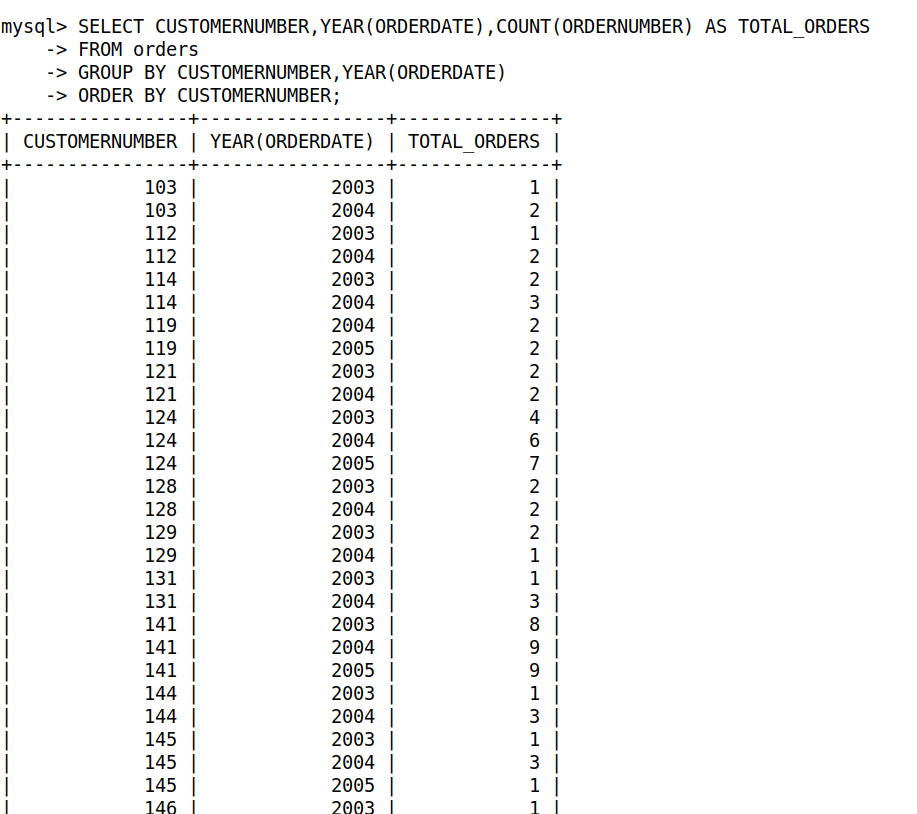 mysql> SELECT CUSTOMERNUMBER,YEAR(ORDERDATE),COUNT(ORDERNUMBER) AS TOTAL_ORDERS
    -> FROM orders
    -> GROUP BY CUSTOMERNUMBER,YEAR(ORDERDATE)
    -> ORDER BY CUSTOMERNUMBER;
+----------------+-----------------+--------------+
| CUSTOMERNUMBER | YEAR(ORDERDATE) | TOTAL_ORDERS |
+----------------+-----------------+--------------+
|            103 |            2003 |            1 |
|            103 |            2004 |            2 |
|            112 |            2003 |            1 |
|            112 |            2004 |            2 |
|            114 |            2003 |            2 |
|            114 |            2004 |            3 |
|            119 |            2004 |            2 |
|            119 |            2005 |            2 |
|            121 |            2003 |            2 |
|            121 |            2004 |            2 |
|            124 |            2003 |            4 |
|            124 |            2004 |            6 |
|            124 |            2005 |            7 |
|            128 |            2003 |            2 |
|            128 |            2004 |            2 |
|            129 |            2003 |            2 |
|            129 |            2004 |            1 |
|            131 |            2003 |            1 |
|            131 |            2004 |            3 |
|            141 |            2003 |            8 |
|            141 |            2004 |            9 |
|            141 |            2005 |            9 |
|            144 |            2003 |            1 |
|            144 |            2004 |            3 |
|            145 |            2003 |            1 |
|            145 |            2004 |            3 |
|            145 |            2005 |            1 |
|            146 |            2003 |            1 |